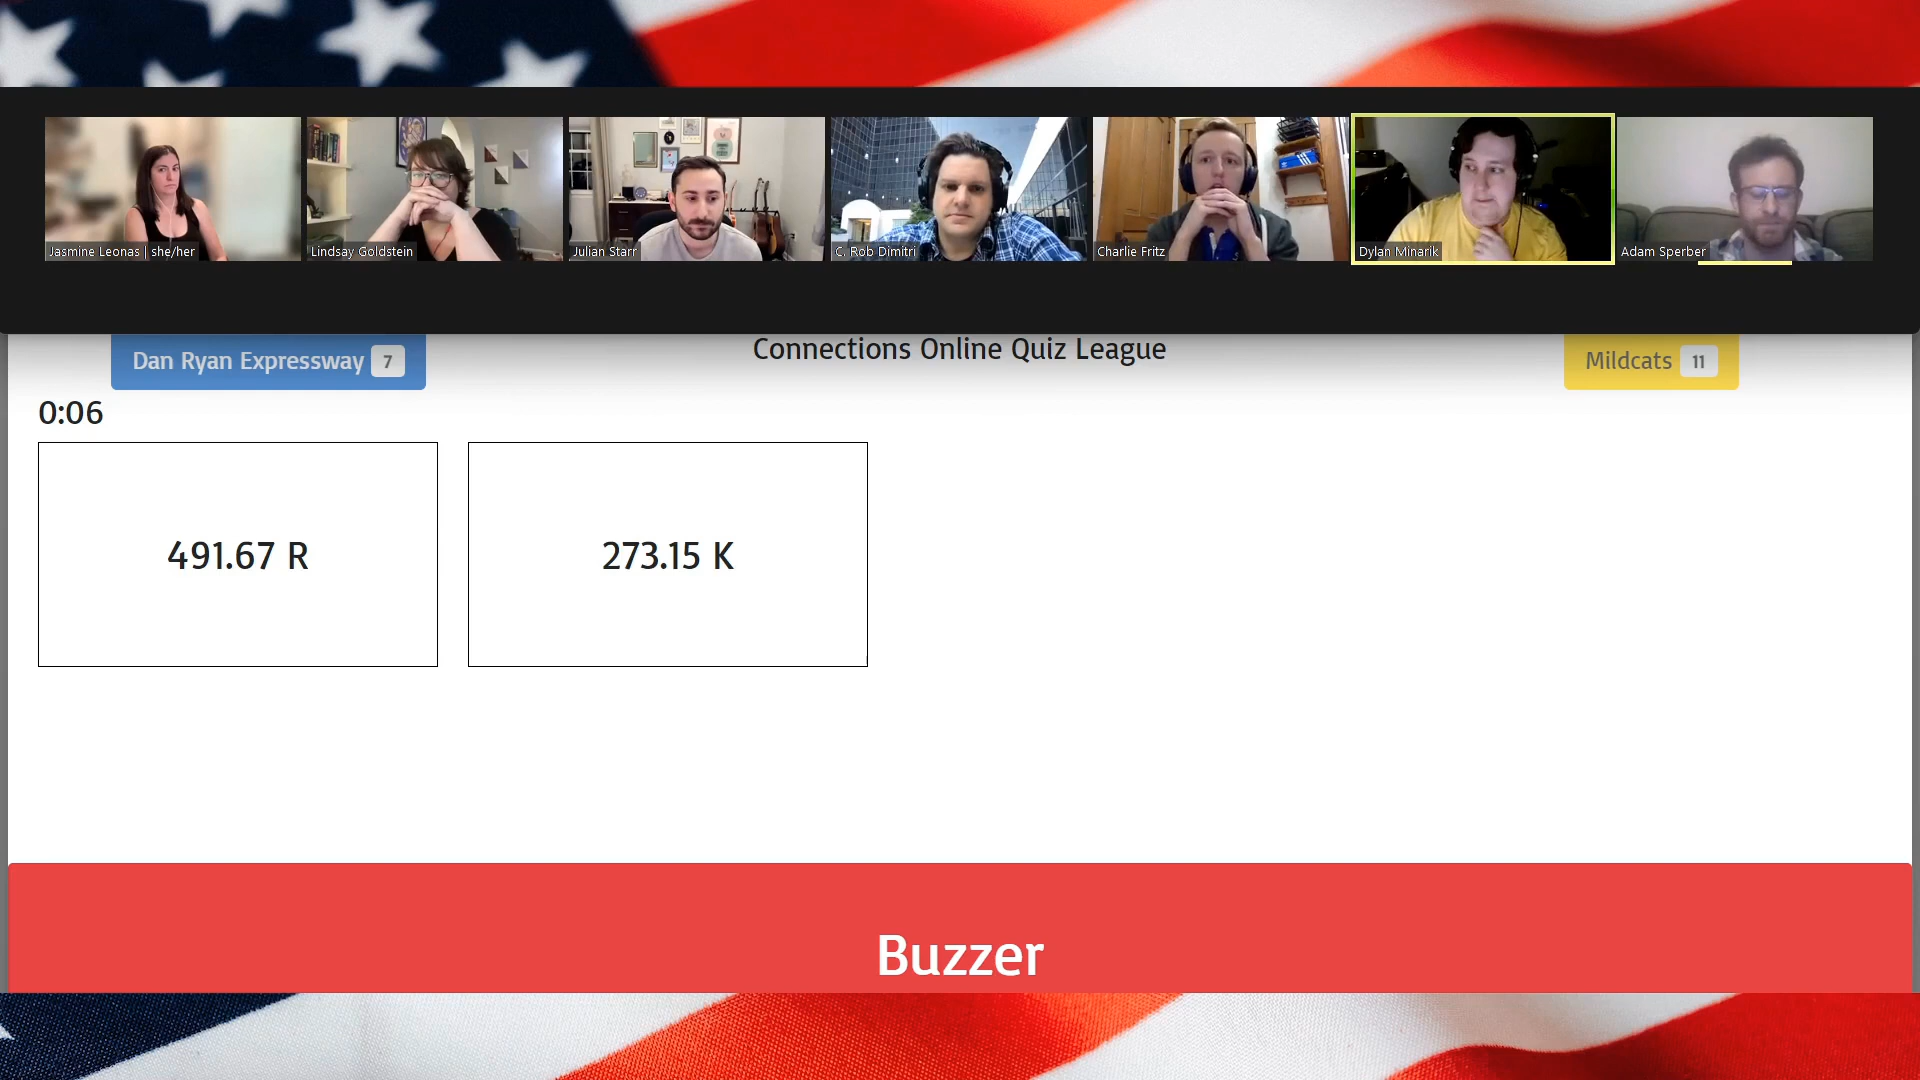 Jasmine Leonas | she/her
Lindsay Goldstein
Julian Starr
C. Rob Dimitri
Charlie Fritz
Dylan Minarik
Adam Sperber
Dan Ryan Expressway 7
Connections Online Quiz League
Mildcats 11
0:06
491.67 R
273.15 K
Buzzer